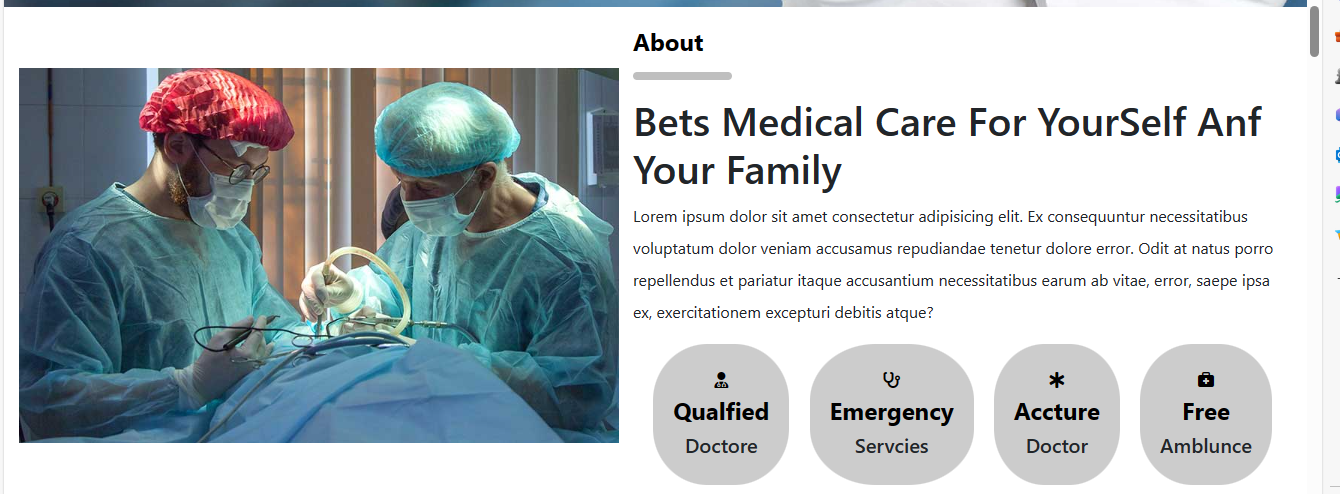 About
Bets Medical Care For YourSelf Anf
Your Family
Lorem ipsum dolor sit amet consectetur adipisicing elit. Ex consequuntur necessitatibus
voluptatum dolor veniam accusamus repudiandae tenetur dolore error. Odit at natus porro
repellendus et pariatur itaque accusantium necessitatibus earum ab vitae, error, saepe ipsa
ex, exercitationem excepturi debitis atque?
Qualfied
Doctore
Emergency
Servcies
Accture
Doctor
Free
Amblunce